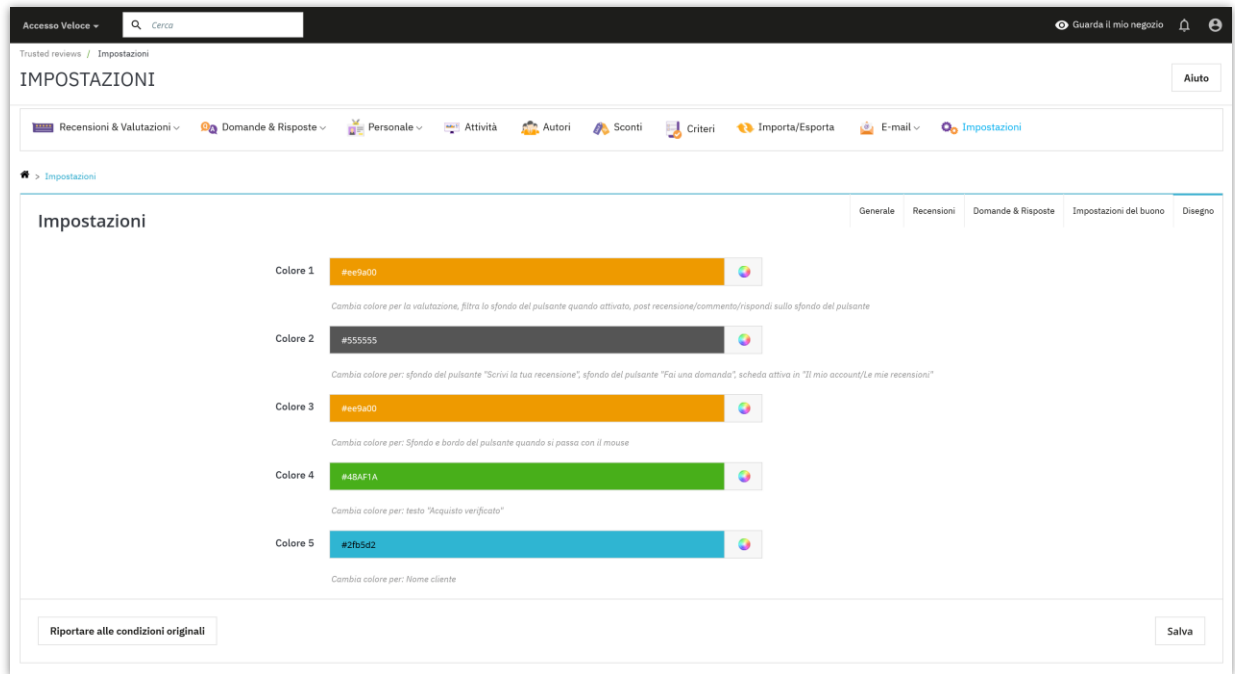 Accesso Veloce
Cerca
Guarda il mio negozio
Trusted reviews / Impostazioni
IMPOSTAZIONI
Aiuto
Recensioni & Valutazioni
Domande & Risposte
Personale
Attività
Autori
Sconti
Criteri
Importa/Esporta
E-mail
Impostazioni
> Impostazioni
Impostazioni
Generale
Recensioni
Domande & Risposte
Impostazioni del buono
Disegno
Colore 1
#ee9a00
Cambia colore per la valutazione, filtra lo sfondo del pulsante quando attivato, post recensione/commento/rispondi sullo sfondo del pulsante
Colore 2
#555555
Cambia colore per: sfondo del pulsante "Scrivi la tua recensione", sfondo del pulsante "Fai una domanda", scheda attiva in "Il mio account/Le mie recensioni"
Colore 3
#ee9a00
Cambia colore per: Sfondo e bordo del pulsante quando si passa con il mouse
Colore 4
#48AF1A
Cambia colore per: testo "Acquisto verificato"
Colore 5
#2fb5d2
Cambia colore per: Nome cliente
Riportare alle condizioni originali
Salva